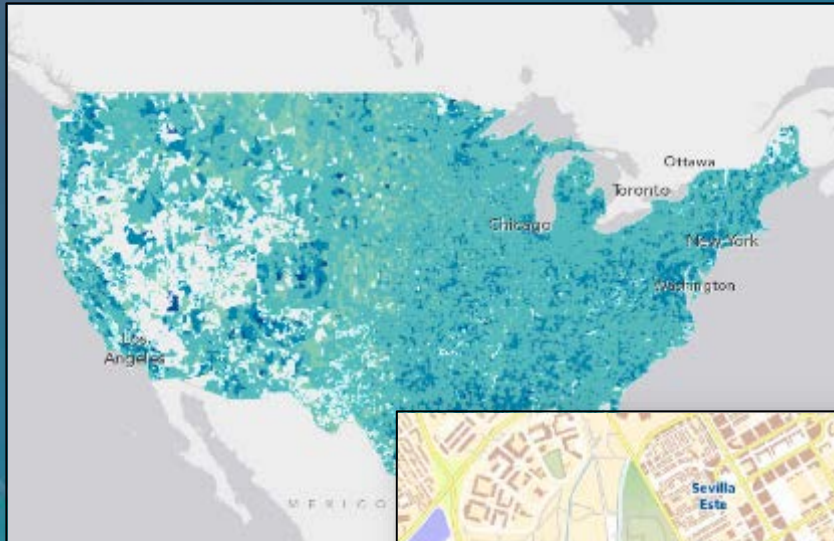 Ottawa
Toronto
Chicago
New York
Washington
Los
Angeles
MEXICO
Sevilla
Este